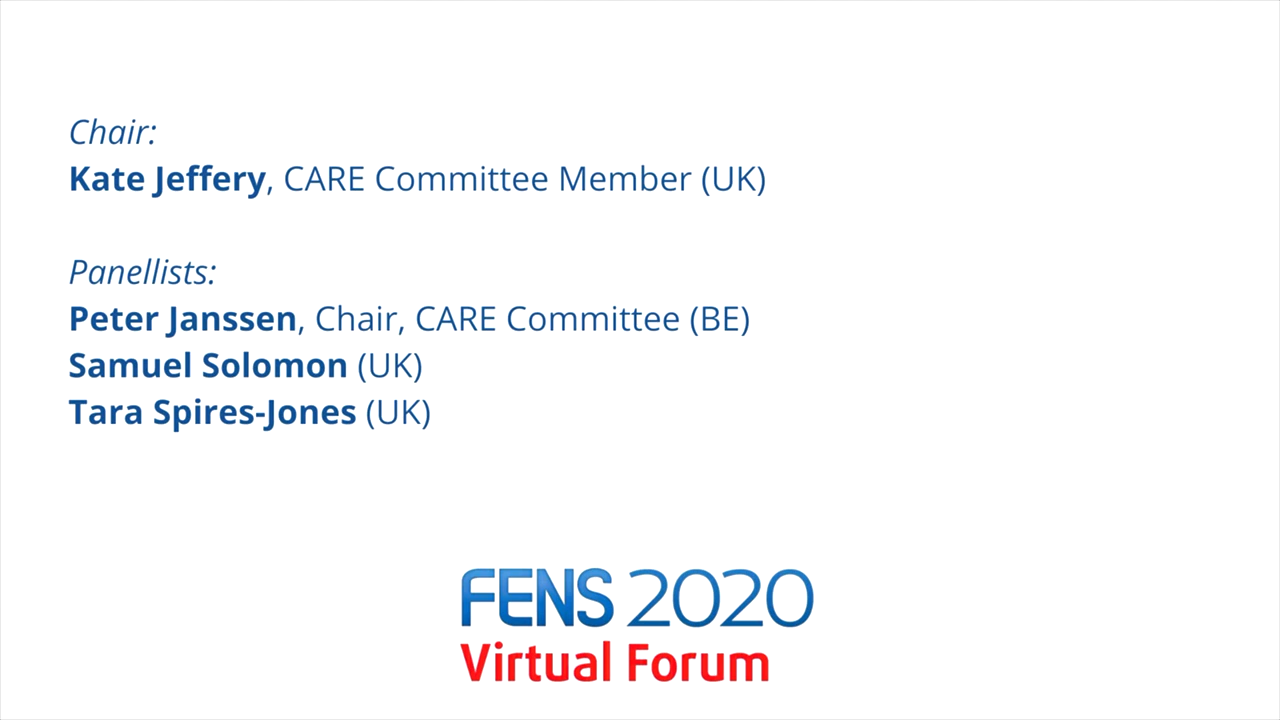 Chair:
Kate Jeffery, CARE Committee Member (UK)
Panellists:
Peter Janssen, Chair, CARE Committee (BE)
Samuel Solomon (UK)
Tara Spires-Jones (UK)
FENS 2020
Virtual Forum